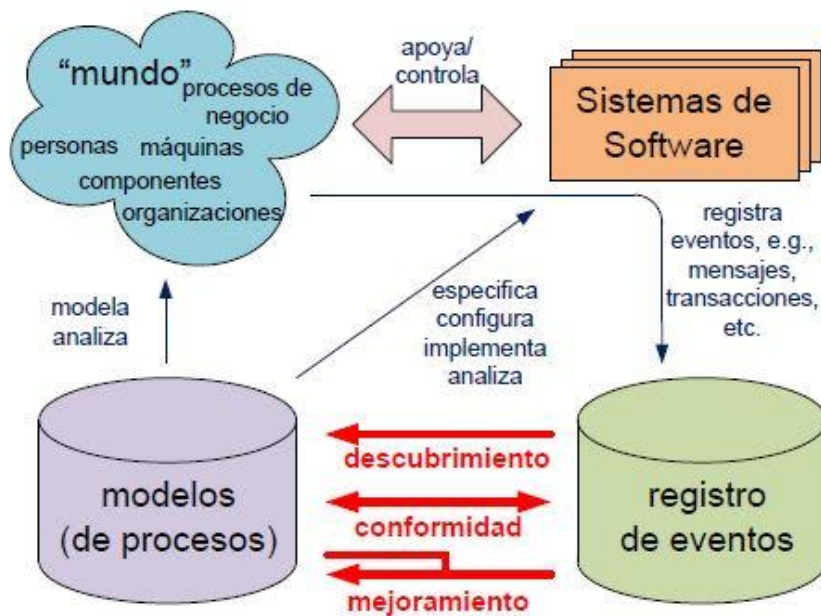 “mundo”
procesos de
negocio
personas
máquinas
componentes
organizaciones
apoya/
controla
Sistemas de
Software
registra
eventos, e.g.,
mensajes,
transacciones,
etc.
modela
analiza
especifica
configura
implementa
analiza
modelos
(de procesos)
descubrimiento
conformidad
mejoramiento
registro
de eventos